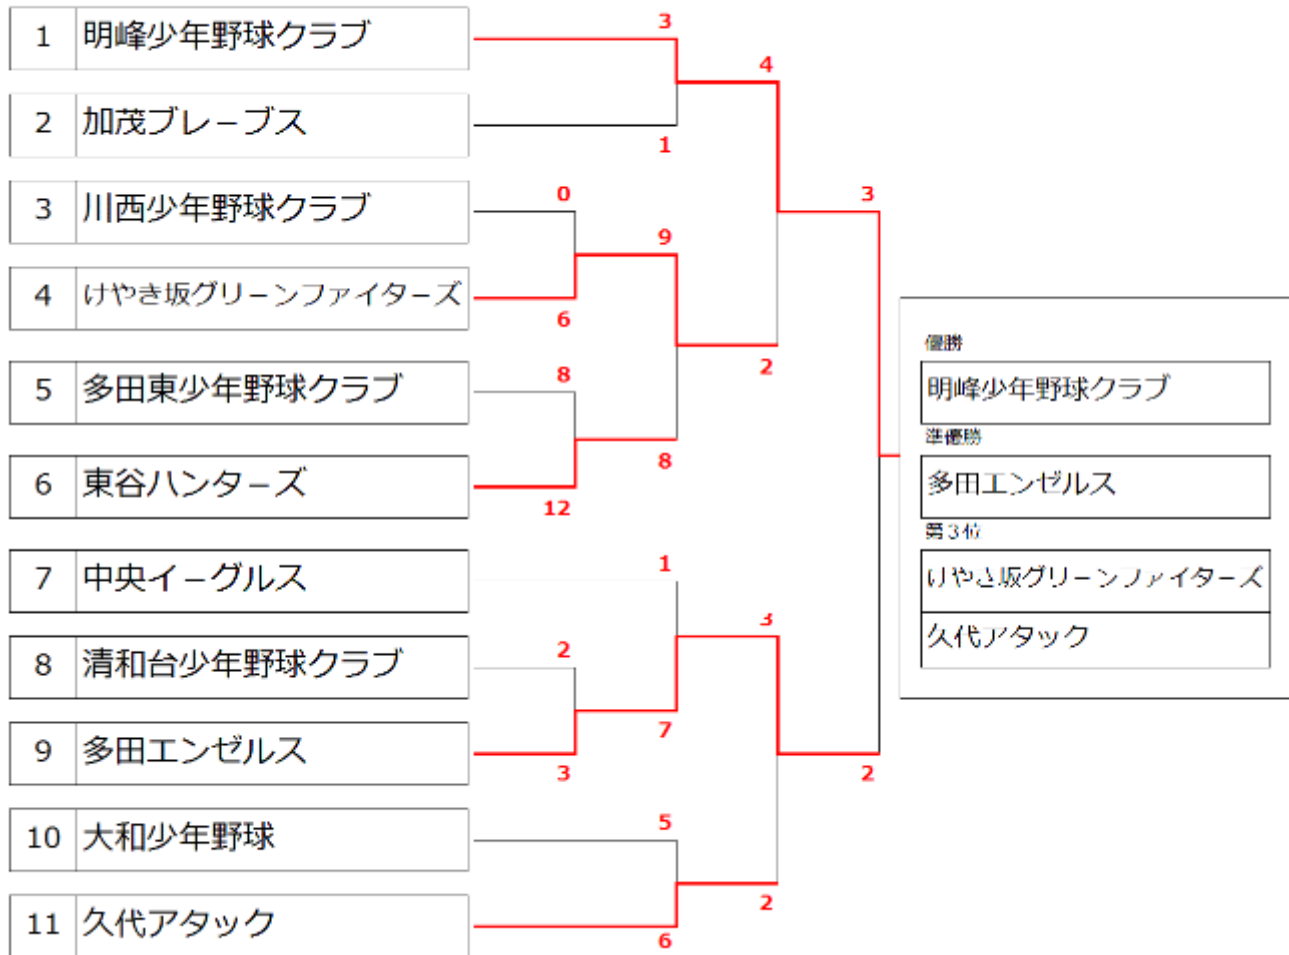 3
1 明峰少年野球クラブ
4
2 加茂ブレーブス
1
3 川西少年野球クラブ
0
3
9
4 けやき坂グリーンファイターズ
6
優勝
2
5 多田東少年野球クラブ
8
明峰少年野球クラブ
準優勝
8
6 東谷ハンターズ
多田エンゼルス
12
第3位
7 中央イーグルス
1
けやき坂グリーンファイターズ
3
久代アタック
8 清和台少年野球クラブ
2
7
9 多田エンゼルス
3
2
5
10 大和少年野球
2
11 久代アタック
6